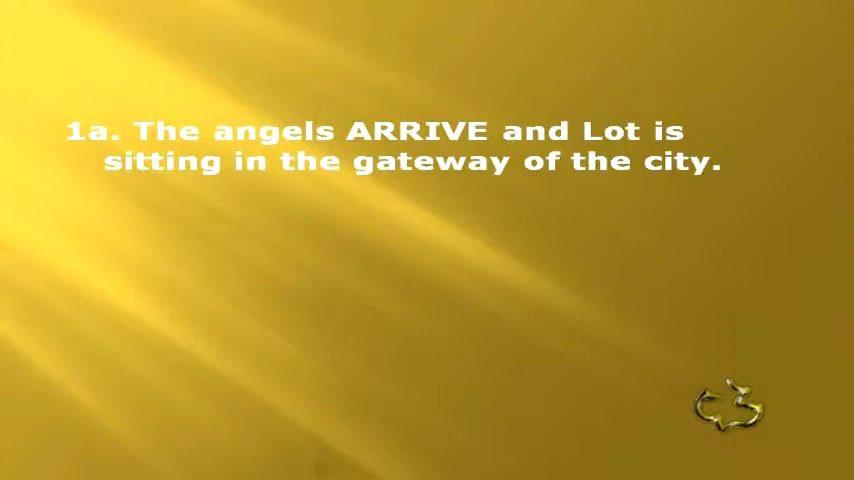 1a. The angels ARRIVE and Lot is
sitting in the gateway of the city.